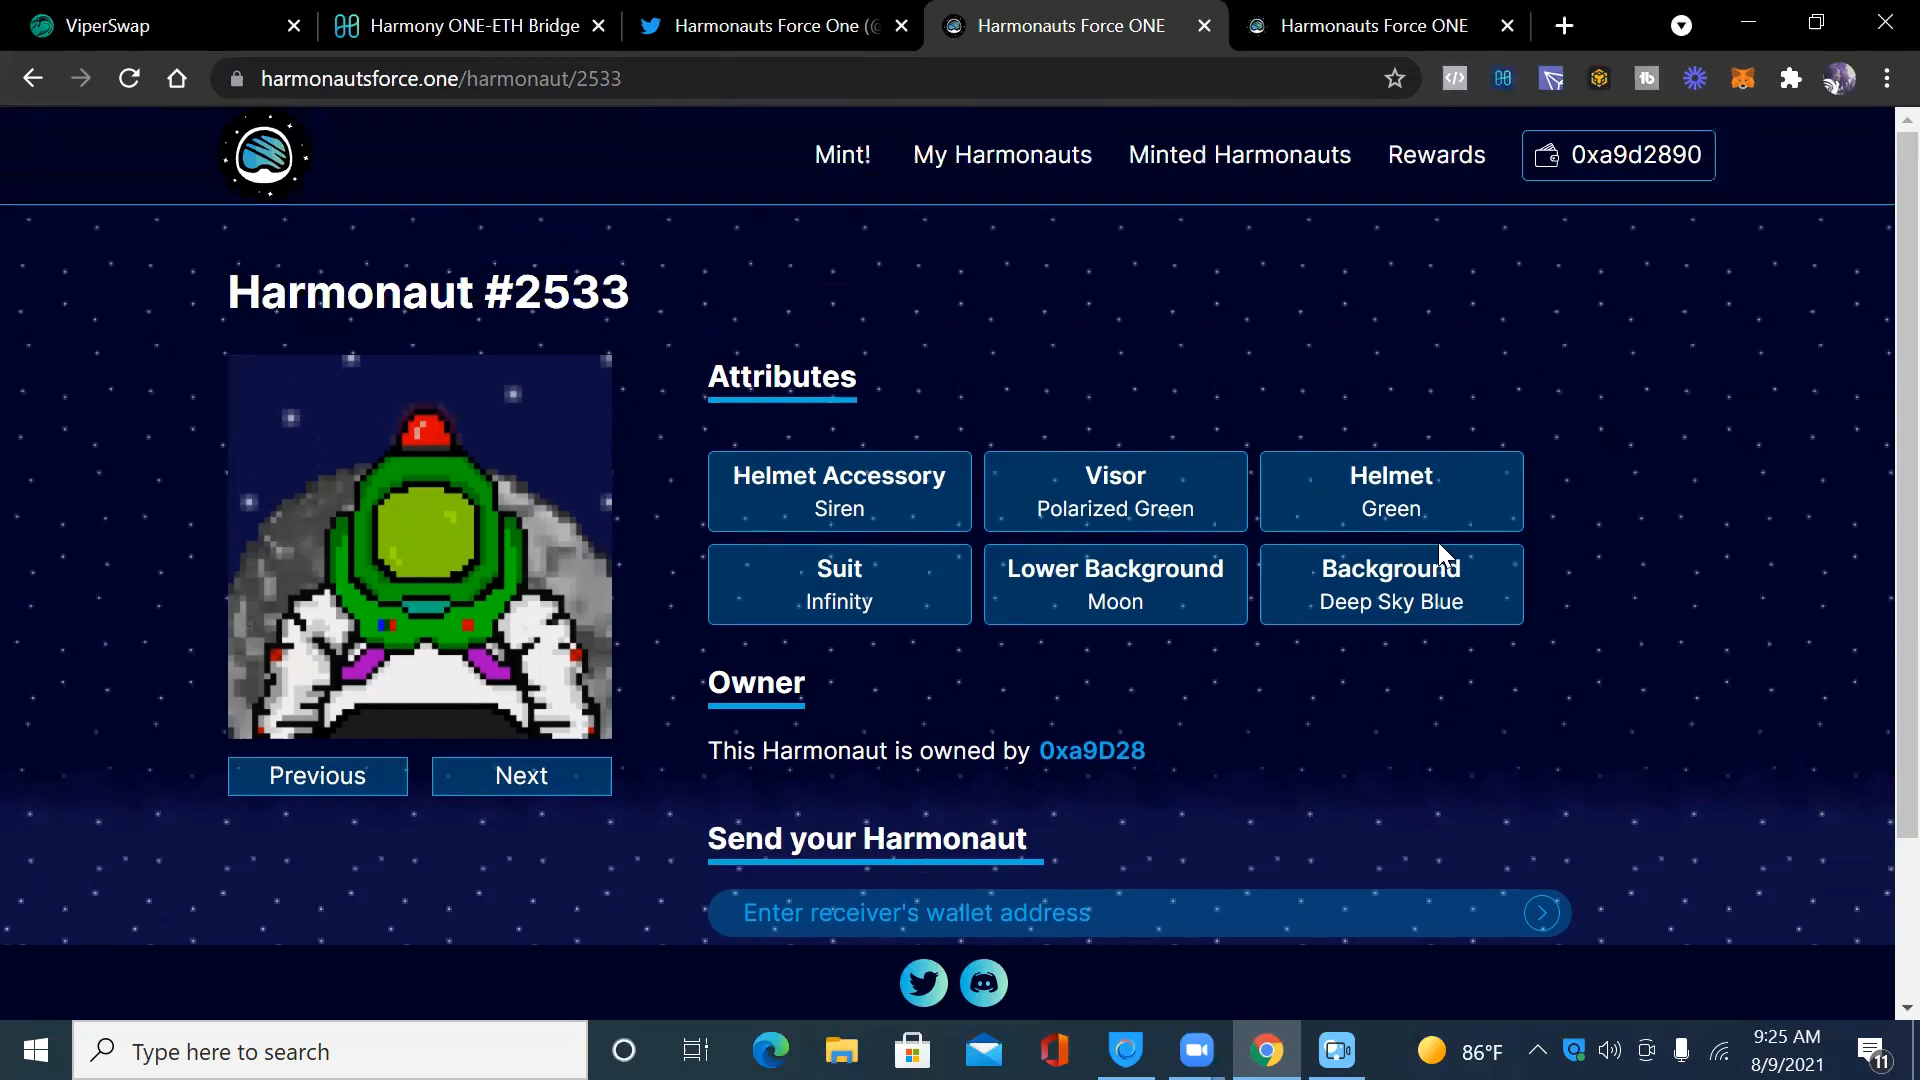 ViperSwap
Harmony ONE-ETH Bridge
Harmonauts Force One (@
Harmonauts Force ONE
Harmonauts Force ONE
harmonautsforce.one/harmonaut/2533
Mint!
My Harmonauts
Minted Harmonauts
Rewards
0xa9d2890
Harmonaut #2533
Attributes
Helmet Accessory
Siren
Visor
Polarized Green
Helmet
Green
Suit
Infinity
Lower Background
Moon
Background
Deep Sky Blue
Owner
This Harmonaut is owned by 0xa9D28
Previous
Next
Send your Harmonaut
Enter receiver's wallet address
Type here to search
86°F
9:25 AM
8/9/2021
11